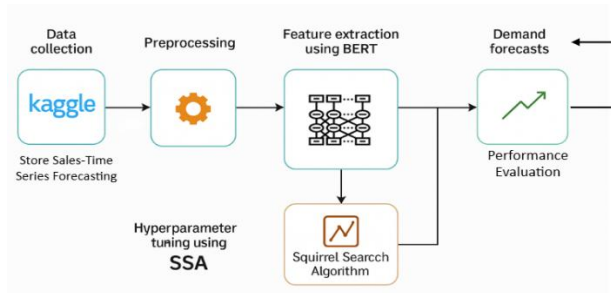 Data
collection
Preprocessing
Feature extraction
using BERT
Demand
forecasts
kaggle
Store Sales-Time
Series Forecasting
Performance
Evaluation
Hyperparameter
tuning using
SSA
Squirrel Searcch
Algorithm